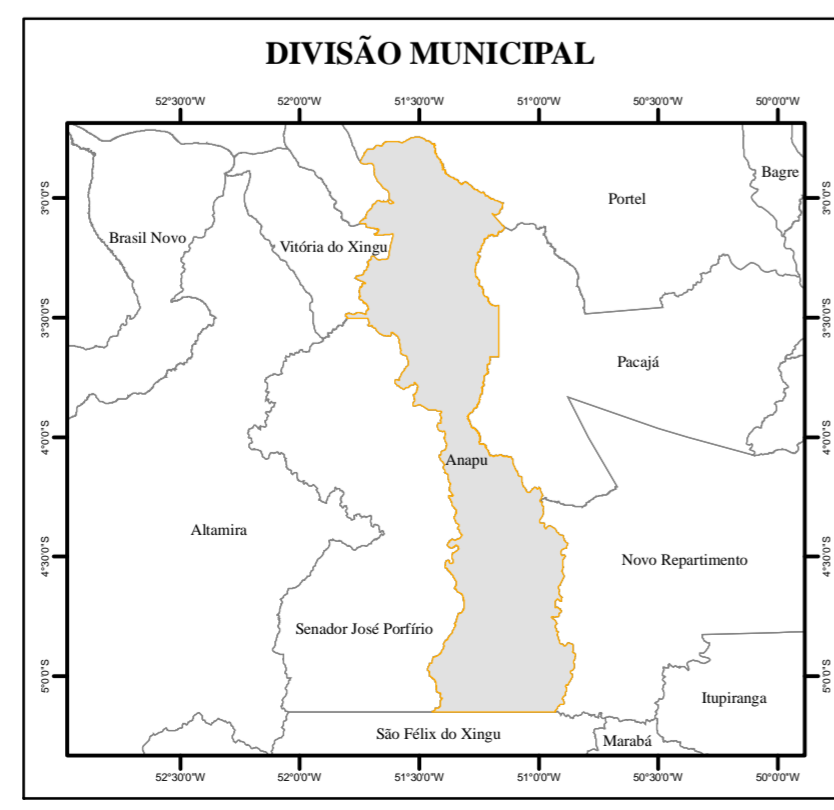 DIVISÃO MUNICIPAL
52°30'0"W 52°0'0"W 51°30'0"W 51°0'0"W 50°30'0"W 50°0'0"W
3°0'0"S
3°0'0"S
Bagre
Portel
Brasil Novo
Vitória do Xingu
3°30'0"S
3°30'0"S
Pacajá
4°0'0"S
4°0'0"S
Anapu
Altamira
4°30'0"S
4°30'0"S
Novo Repartimento
Senador José Porfírio
5°0'0"S
5°0'0"S
Itupiranga
São Félix do Xingu
Marabá
52°30'0"W 52°0'0"W 51°30'0"W 51°0'0"W 50°30'0"W 50°0'0"W